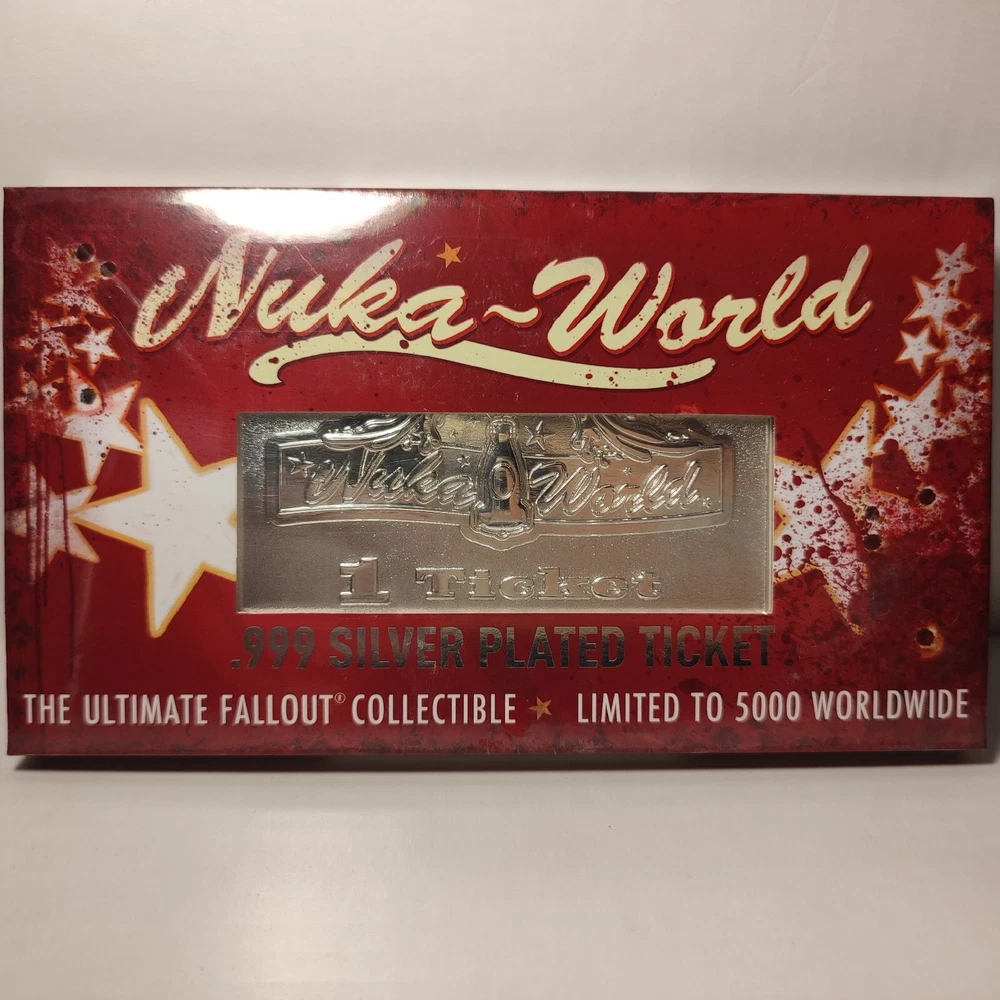 Nuka~World
Nuka World
1 Ticket
.999 SILVER PLATED TICKET
THE ULTIMATE FALLOUT® COLLECTIBLE ★ LIMITED TO 5000 WORLDWIDE